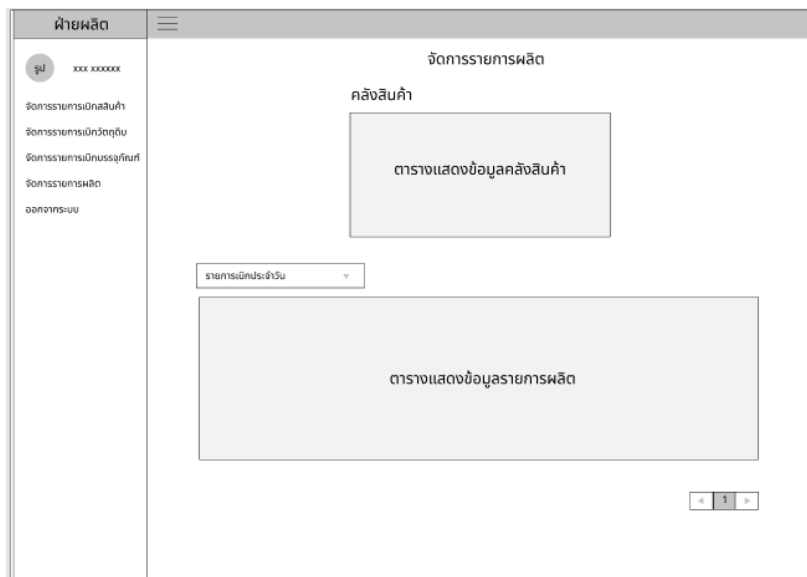 ฝ่ายผลิต
รูป xxx xxxxxx
จัดการรายการเบิกสสินค้า
จัดการรายการเบิกวัตถุดิบ
จัดการรายการเบิกบรรจุภัณฑ์
จัดการรายการผลิต
ออกจากระบบ
จัดการรายการผลิต
คลังสินค้า
ตารางแสดงข้อมูลคลังสินค้า
รายการเบิกประจำวัน
ตารางแสดงข้อมูลรายการผลิต
1